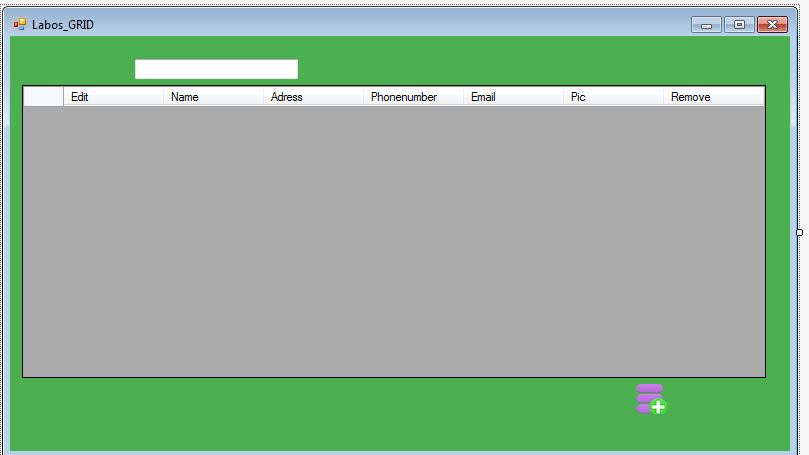 Labos_GRID
Edit Name Adress Phonenumber Email Pic Remove